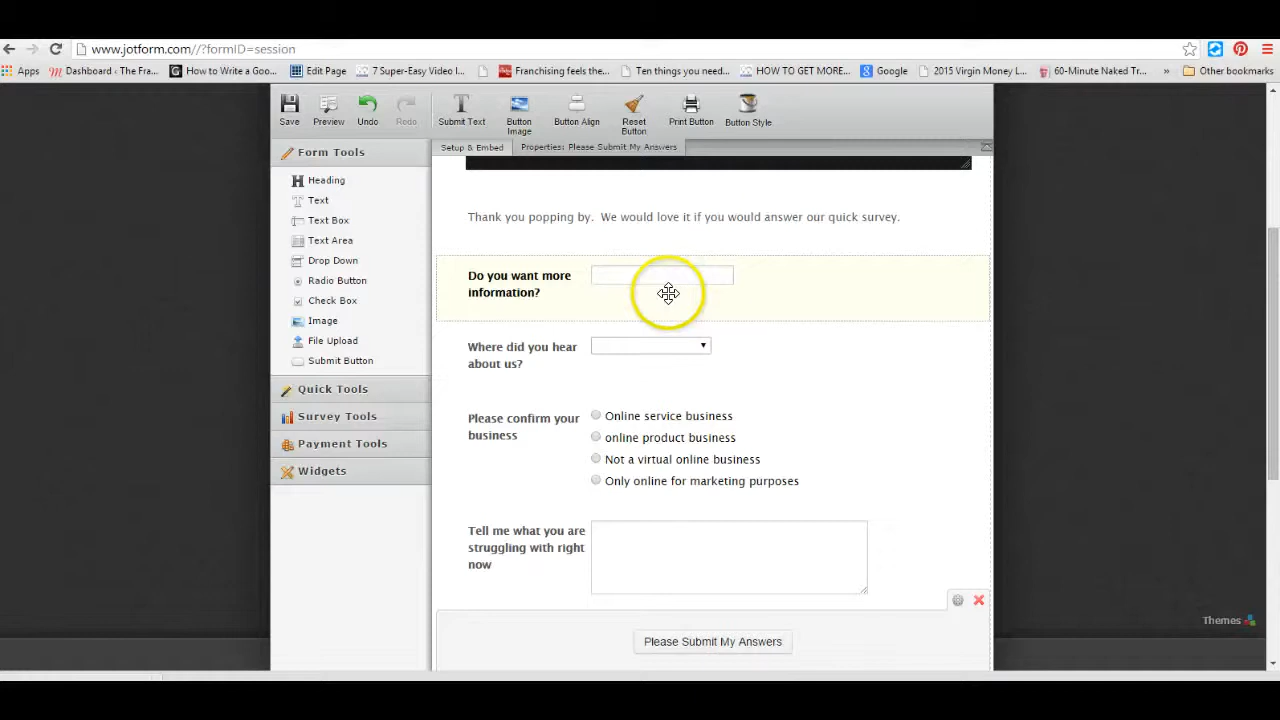 www.jotform.com//?formID=session
Apps
Dashboard ‹ The Fra...
How to Write a Goo...
Edit Page
7 Super-Easy Video I...
Franchising feels the...
Ten things you need...
HOW TO GET MORE...
Google
2015 Virgin Money L...
60-Minute Naked Tr...
»
Other bookmarks
Save
Preview
Undo
Redo
Submit Text
Button Image
Button Align
Reset Button
Print Button
Button Style
Setup & Embed
Properties: Please Submit My Answers
Form Tools
Heading
Text
Text Box
Text Area
Drop Down
Radio Button
Check Box
Image
File Upload
Submit Button
Quick Tools
Survey Tools
Payment Tools
Widgets
Thank you popping by. We would love it if you would answer our quick survey.
Do you want more
information?
Where did you hear
about us?
Please confirm your
business
Online service business
online product business
Not a virtual online business
Only online for marketing purposes
Tell me what you are
struggling with right
now
Please Submit My Answers
Themes